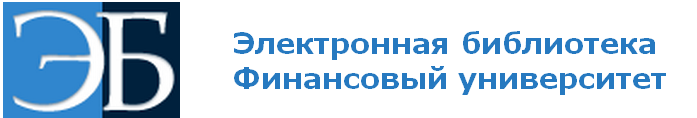 ЭБ
Электронная библиотека
Финансовый университет